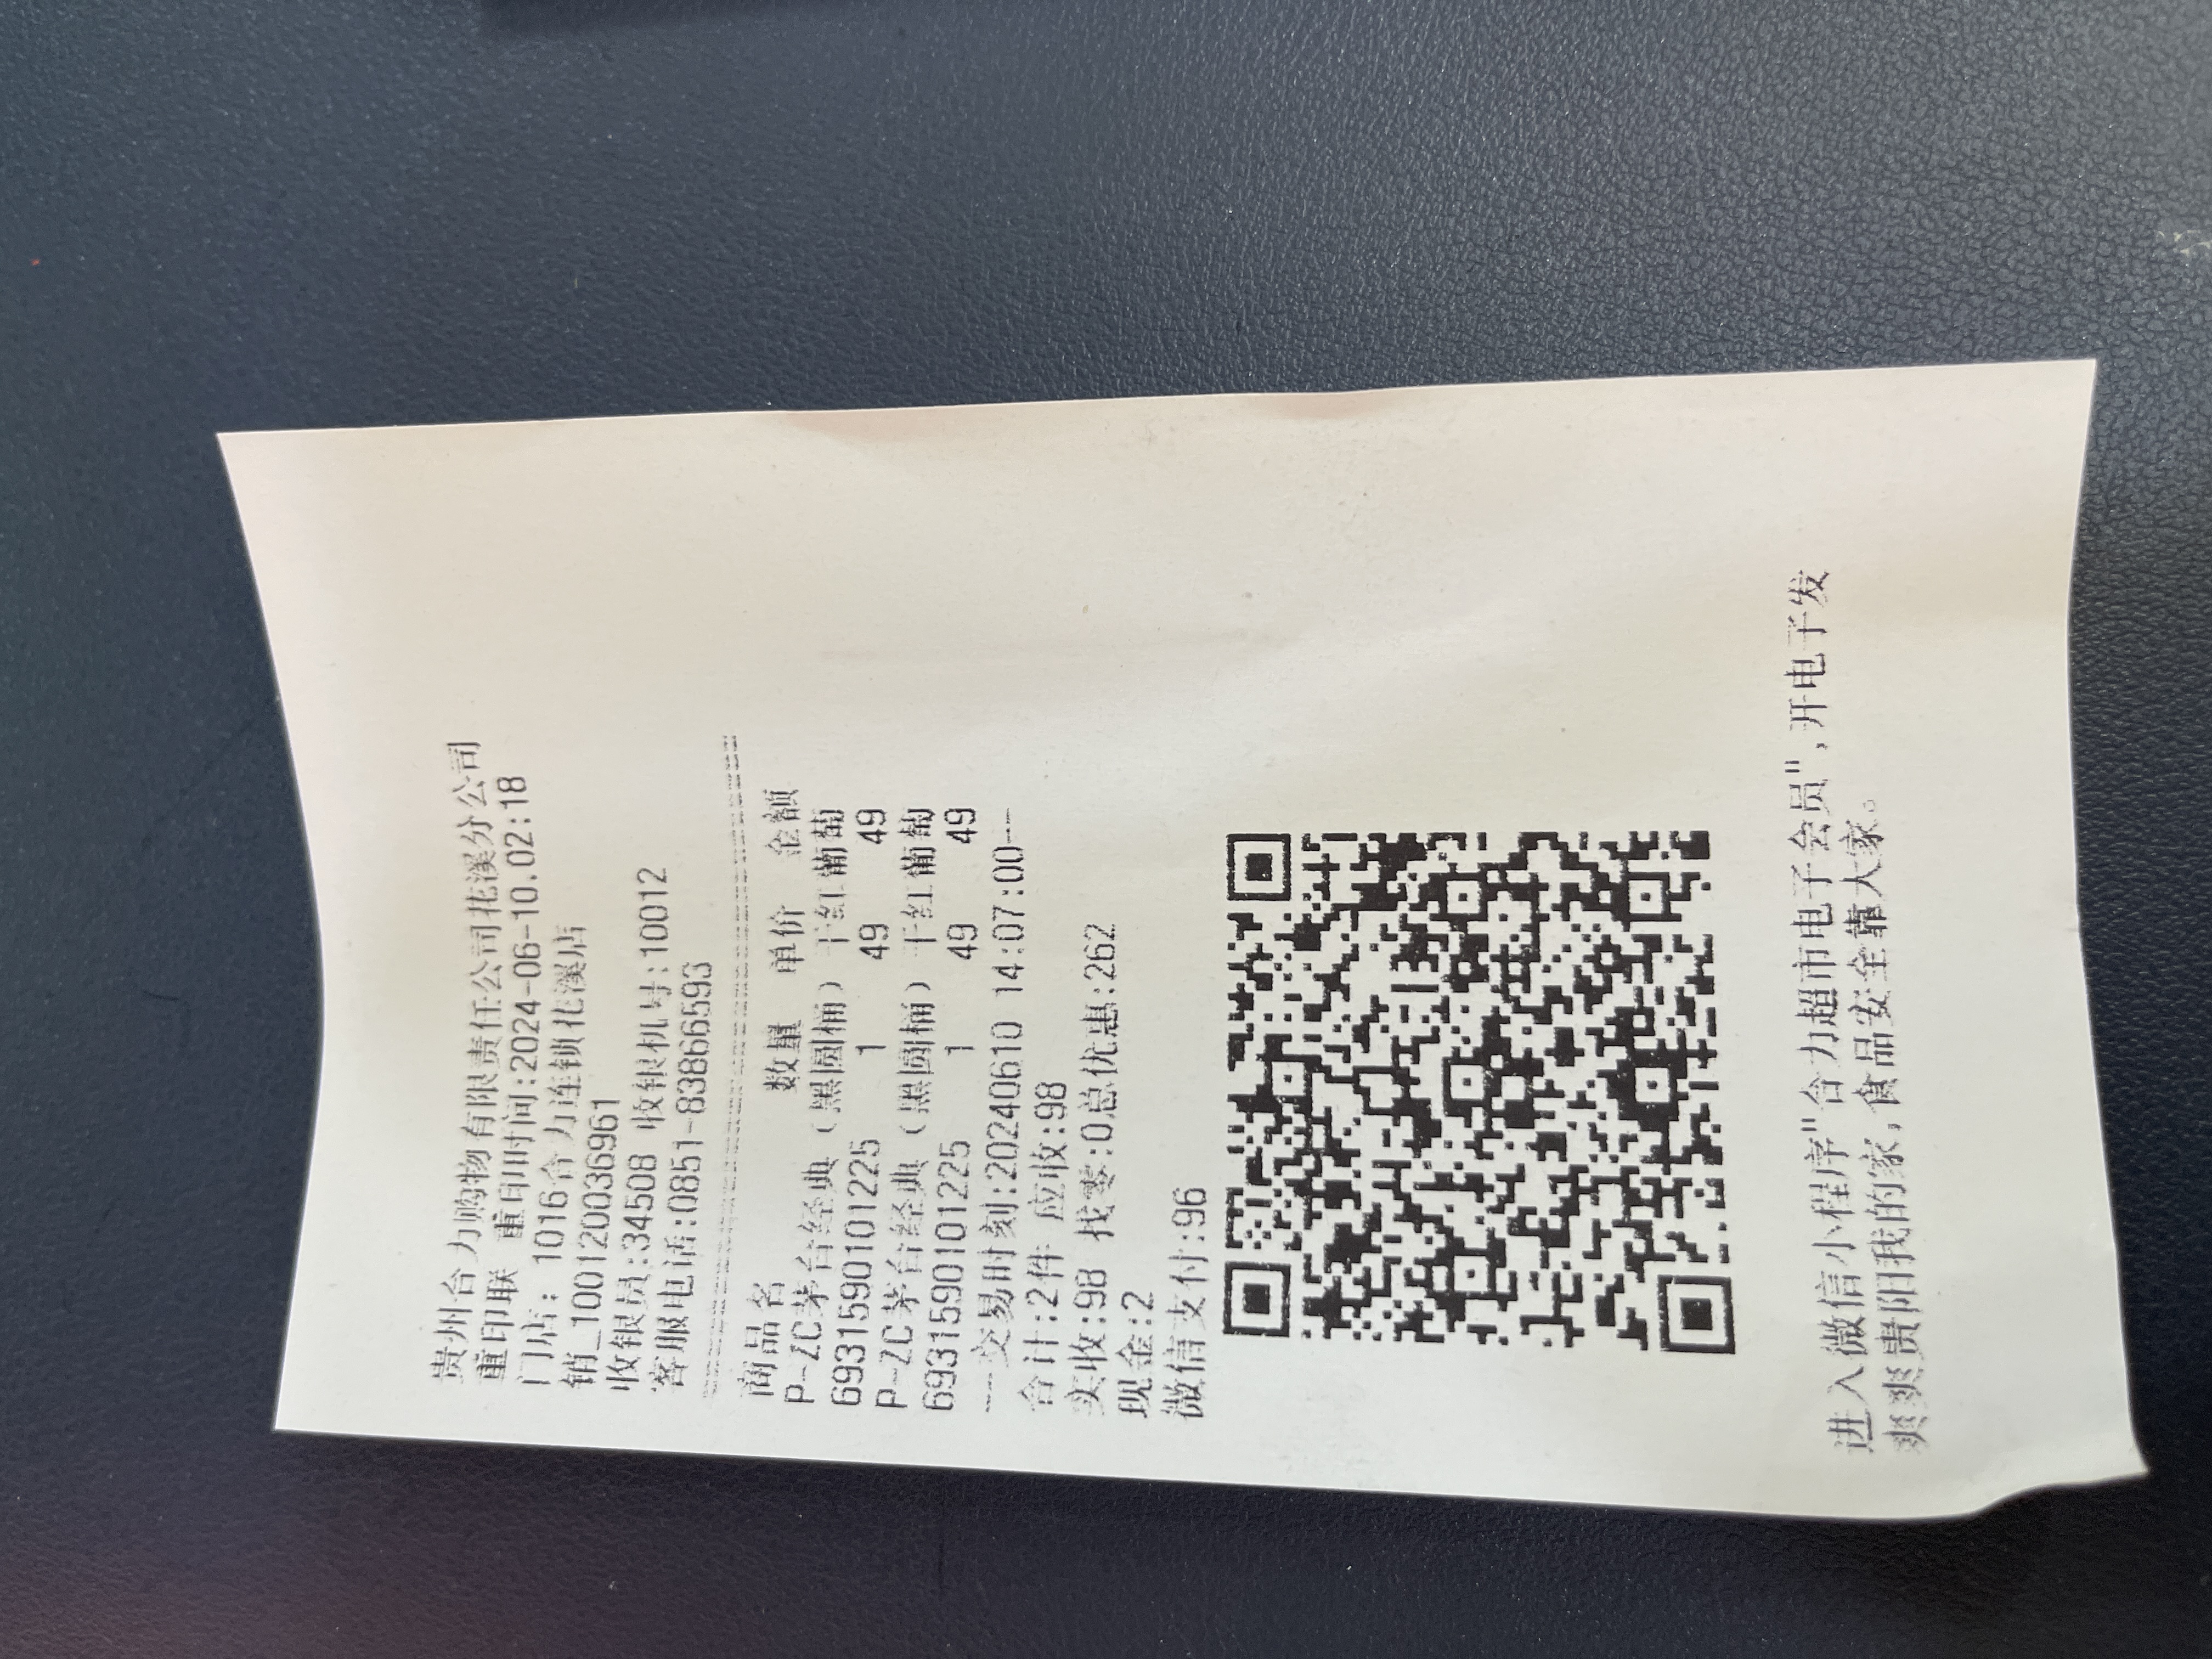 贵州合力购物有限责任公司花溪分公司
重印联 重印时间:2024-06-10.02:18
门店: 1016合力连锁花溪店
销_100120036961
收银员:34508 收银机号:10012
客服电话:0851-83866593
商品名 数量 单价 金额
P-ZC茅台经典（黑圆桶）干红葡萄
6931590101225 1 49 49
P-ZC茅台经典（黑圆桶）干红葡萄
6931590101225 1 49 49
---交易时刻:20240610 14:07:00--
合计:2件 应收:98
实收:98 找零:0总优惠:262
现金:2
微信支付:96
进入微信小程序"合力超市电子会员",开电子发
爽爽贵阳我的家,食品安全靠大家。